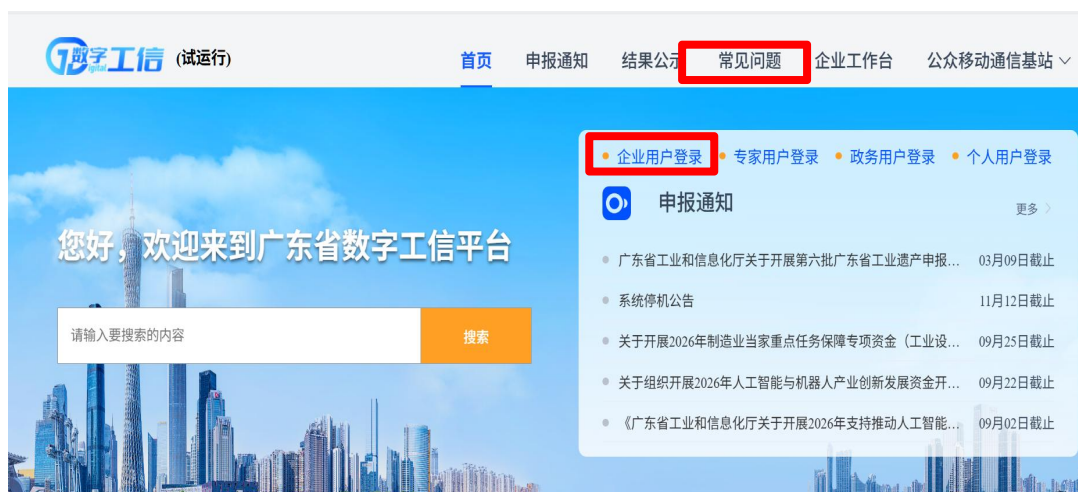 数字工信 (试运行)
igital
首页 申报通知 结果公示 常见问题 企业工作台 公众移动通信基站
企业用户登录 专家用户登录 政务用户登录 个人用户登录
申报通知 更多
您好，欢迎来到广东省数字工信平台
广东省工业和信息化厅关于开展第六批广东省工业遗产申报... 03月09日截止
系统停机公告 11月12日截止
请输入要搜索的内容 搜索
关于开展2026年制造业当家重点任务保障专项资金（工业设... 09月25日截止
关于组织开展2026年人工智能与机器人产业创新发展资金开... 09月22日截止
《广东省工业和信息化厅关于开展2026年支持推动人工智能... 09月02日截止